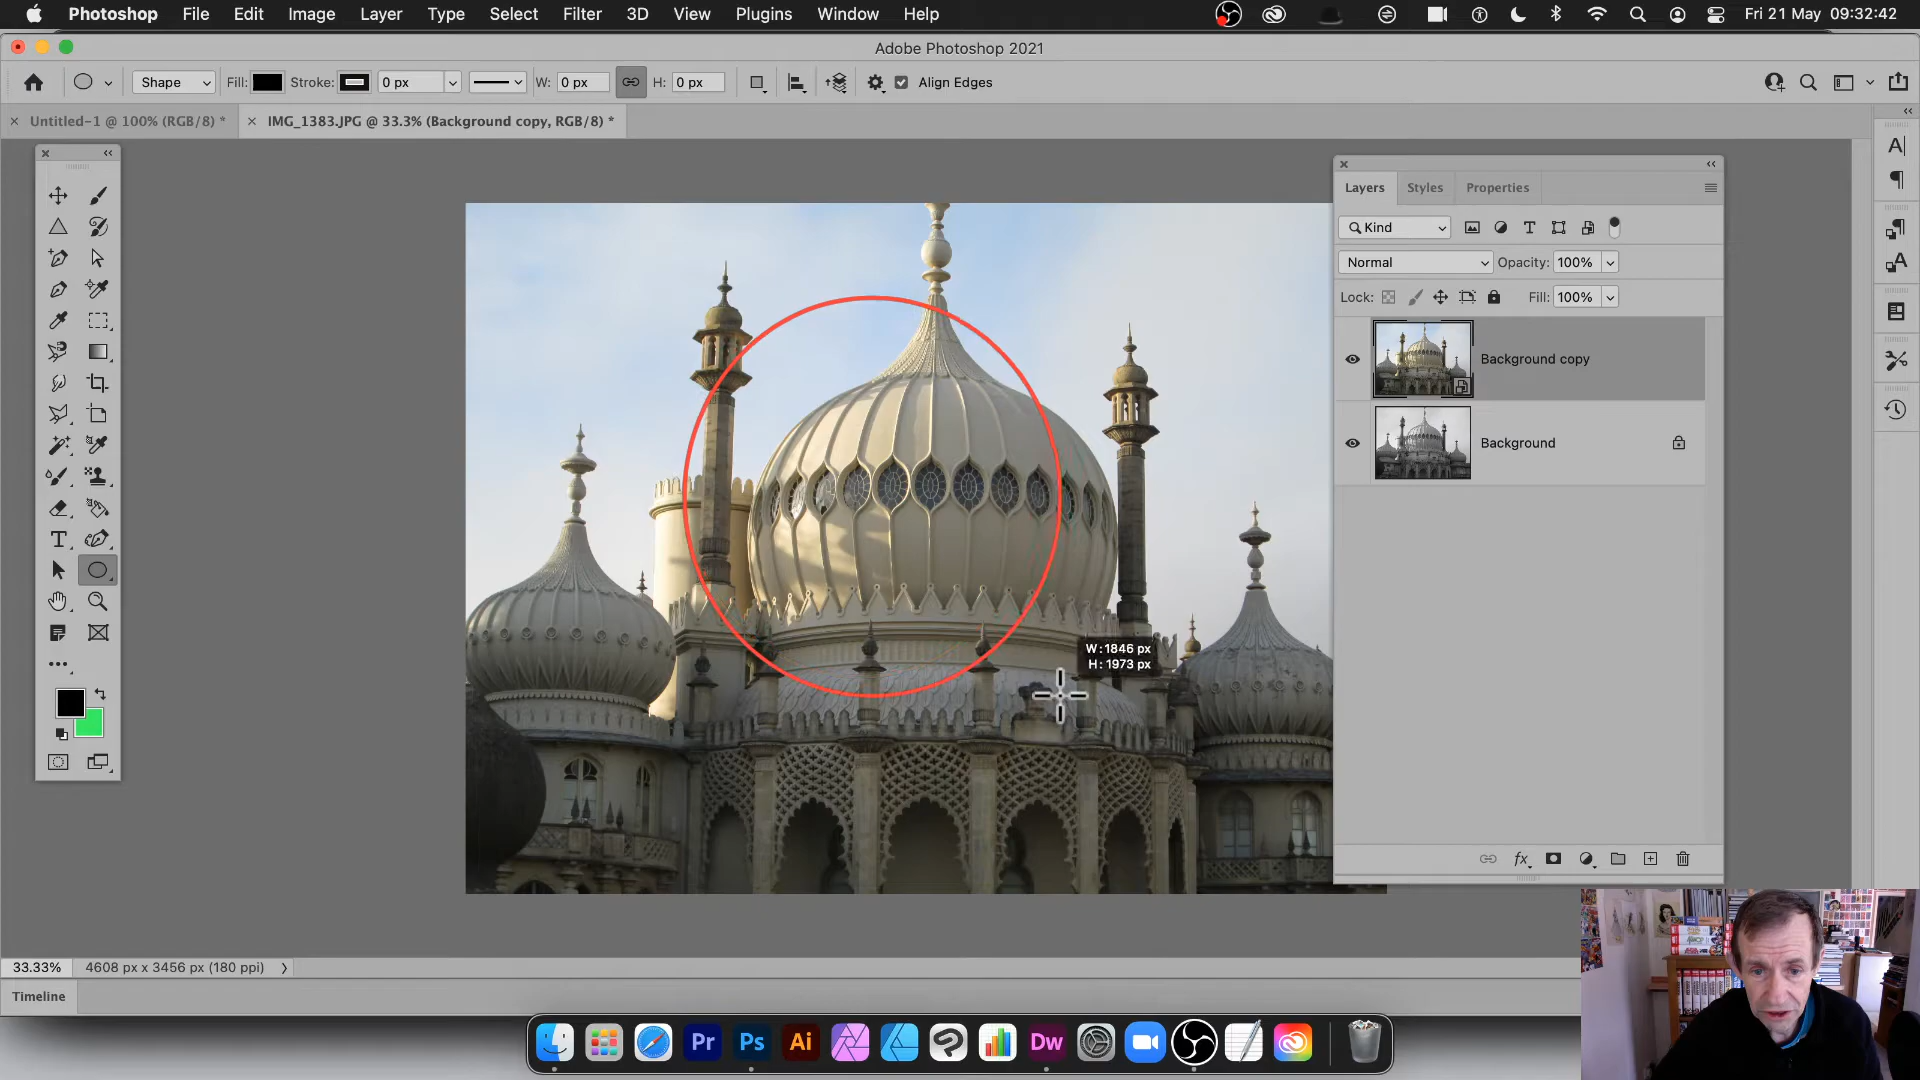 Photoshop File Edit Image Layer Type Select Filter 3D View Plugins Window Help Fri 21 May 09:32:42
Adobe Photoshop 2021
Shape Fill: Stroke: 0 px W: 0 px H: 0 px Align Edges
Untitled-1 @ 100% (RGB/8) * IMG_1383.JPG @ 33.3% (Background copy, RGB/8) *
Layers Styles Properties
Kind
Normal Opacity: 100%
Lock: Fill: 100%
Background copy
Background
W: 1846 px
H: 1973 px
33.33% 4608 px x 3456 px (180 ppi)
Timeline
Pr Ps Ai Dw